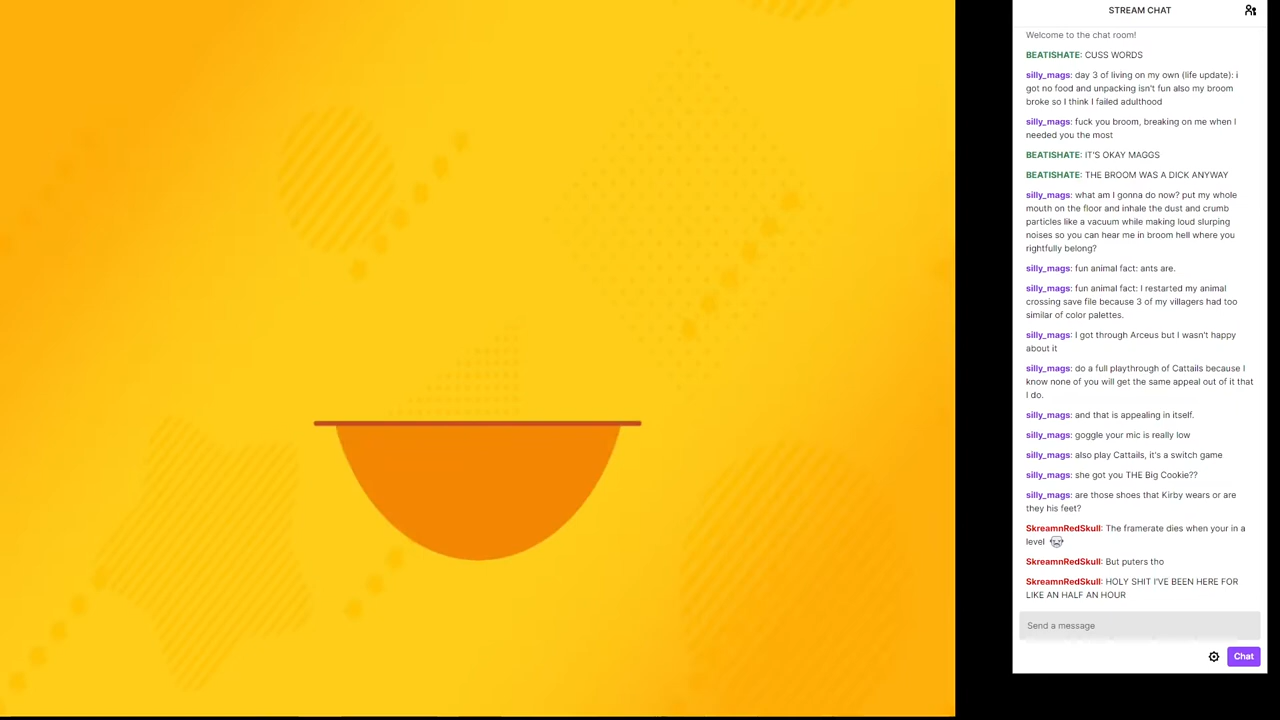 STREAM CHAT
Welcome to the chat room!
BEATISHATE: CUSS WORDS
silly_mags: day 3 of living on my own (life update): i
got no food and unpacking isn't fun also my broom
broke so I think I failed adulthood
silly_mags: fuck you broom, breaking on me when I
needed you the most
BEATISHATE: IT'S OKAY MAGGS
BEATISHATE: THE BROOM WAS A DICK ANYWAY
silly_mags: what am I gonna do now? put my whole
mouth on the floor and inhale the dust and crumb
particles like a vacuum while making loud slurping
noises so you can hear me in broom hell where you
rightfully belong?
silly_mags: fun animal fact: ants are.
silly_mags: fun animal fact: I restarted my animal
crossing save file because 3 of my villagers had too
similar of color palettes.
silly_mags: I got through Arceus but I wasn't happy
about it
silly_mags: do a full playthrough of Cattails because I
know none of you will get the same appeal out of it that
I do.
silly_mags: and that is appealing in itself.
silly_mags: goggle your mic is really low
silly_mags: also play Cattails, it's a switch game
silly_mags: she got you THE Big Cookie??
silly_mags: are those shoes that Kirby wears or are
they his feet?
SkreamnRedSkull: The framerate dies when your in a
level
SkreamnRedSkull: But puters tho
SkreamnRedSkull: HOLY SHIT I'VE BEEN HERE FOR
LIKE AN HALF AN HOUR
Send a message
Chat